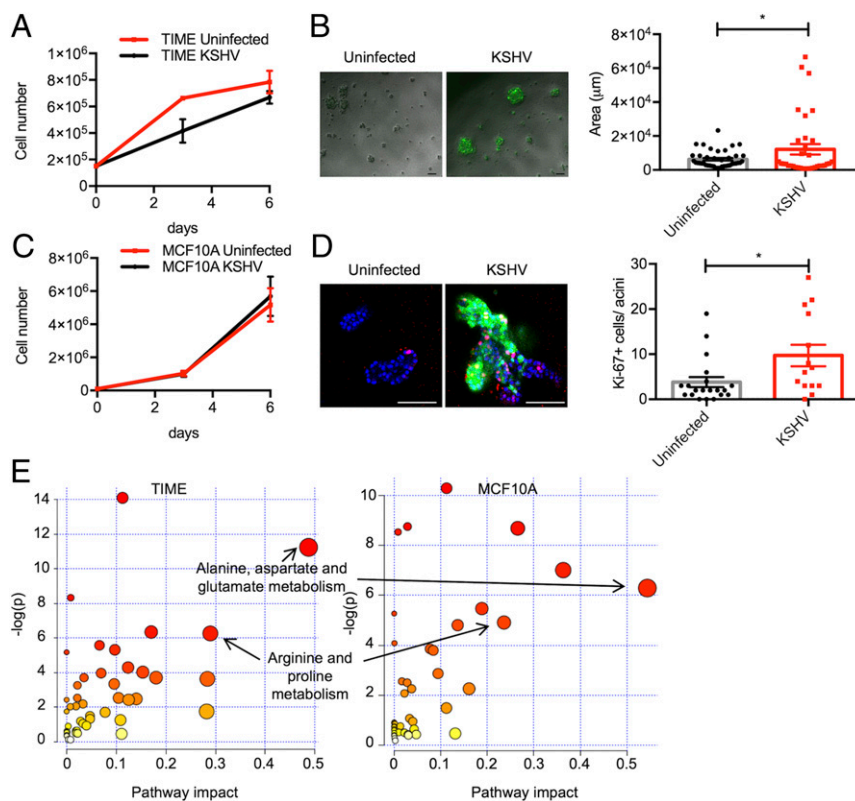 A
TIME Uninfected
TIME KSHV
1×10⁶
8×10⁵
6×10⁵
4×10⁵
2×10⁵
0
Cell number
0 2 4 6
days
B
Uninfected KSHV
*
6×10⁴
4×10⁴
2×10⁴
0
Area (μm)
Uninfected
KSHV
C
MCF10A Uninfected
MCF10A KSHV
8×10⁶
6×10⁶
4×10⁶
2×10⁶
0
Cell number
0 2 4 6
days
D
Uninfected KSHV
*
30
20
10
0
Ki-67+ cells/ acini
Uninfected
KSHV
E
TIME
14
12
10
8
6
4
2
0
-log(p)
0 0.1 0.2 0.3 0.4 0.5
Pathway impact
Alanine, aspartate and
glutamate metabolism
Arginine and
proline
metabolism
MCF10A
10
8
6
4
2
0
-log(p)
0 0.1 0.2 0.3 0.4 0.5
Pathway impact